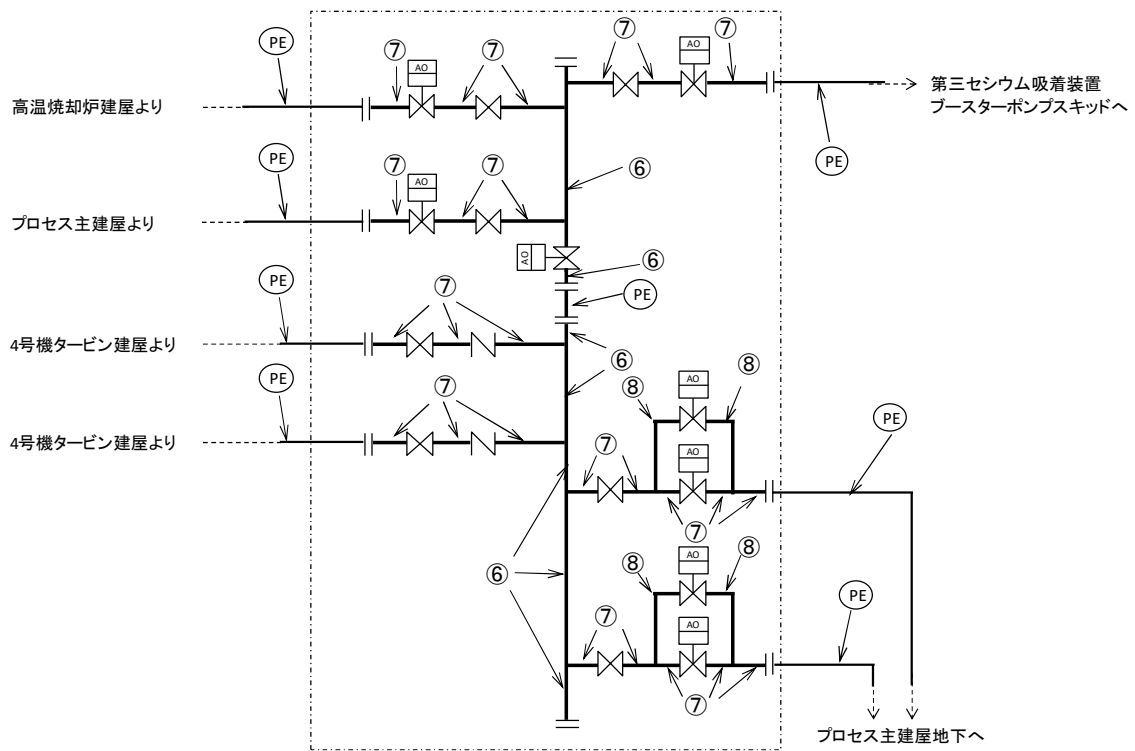 PE
⑦
AO
⑦
⑦
AO
⑦
高温焼却炉建屋より
第三セシウム吸着装置
ブースターポンプスキッドへ
PE
PE
⑦
AO
⑦
⑥
プロセス主建屋より
AO
⑥
PE
⑦
PE
4号機タービン建屋より
⑥
PE
⑦
AO
⑧
⑧
4号機タービン建屋より
PE
⑦
AO
⑦
AO
⑧
⑧
⑥
PE
⑦
AO
⑦
プロセス主建屋地下へ